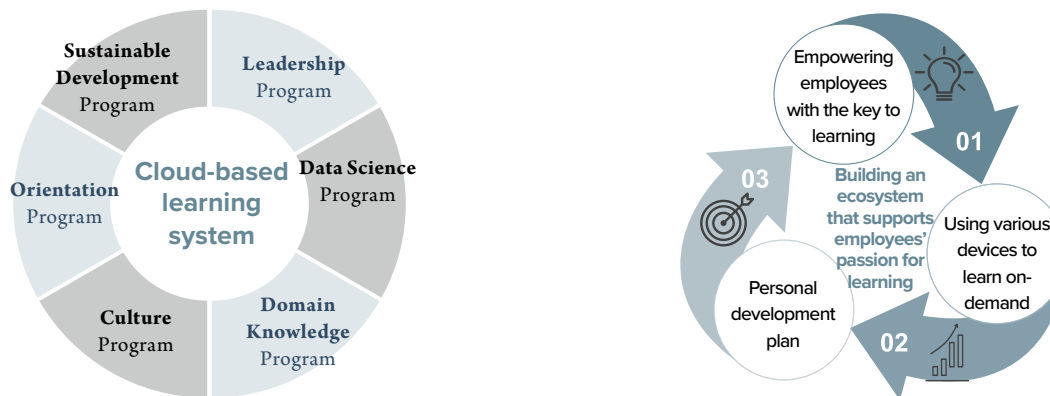 Sustainable
Development
Program
Leadership
Program
Data Science
Program
Domain
Knowledge
Program
Culture
Program
Orientation
Program
Cloud-based
learning
system
Empowering
employees
with the key to
learning
01
Using various
devices to
learn on-
demand
02
Personal
development
plan
03
Building an
ecosystem
that supports
employees’
passion for
learning